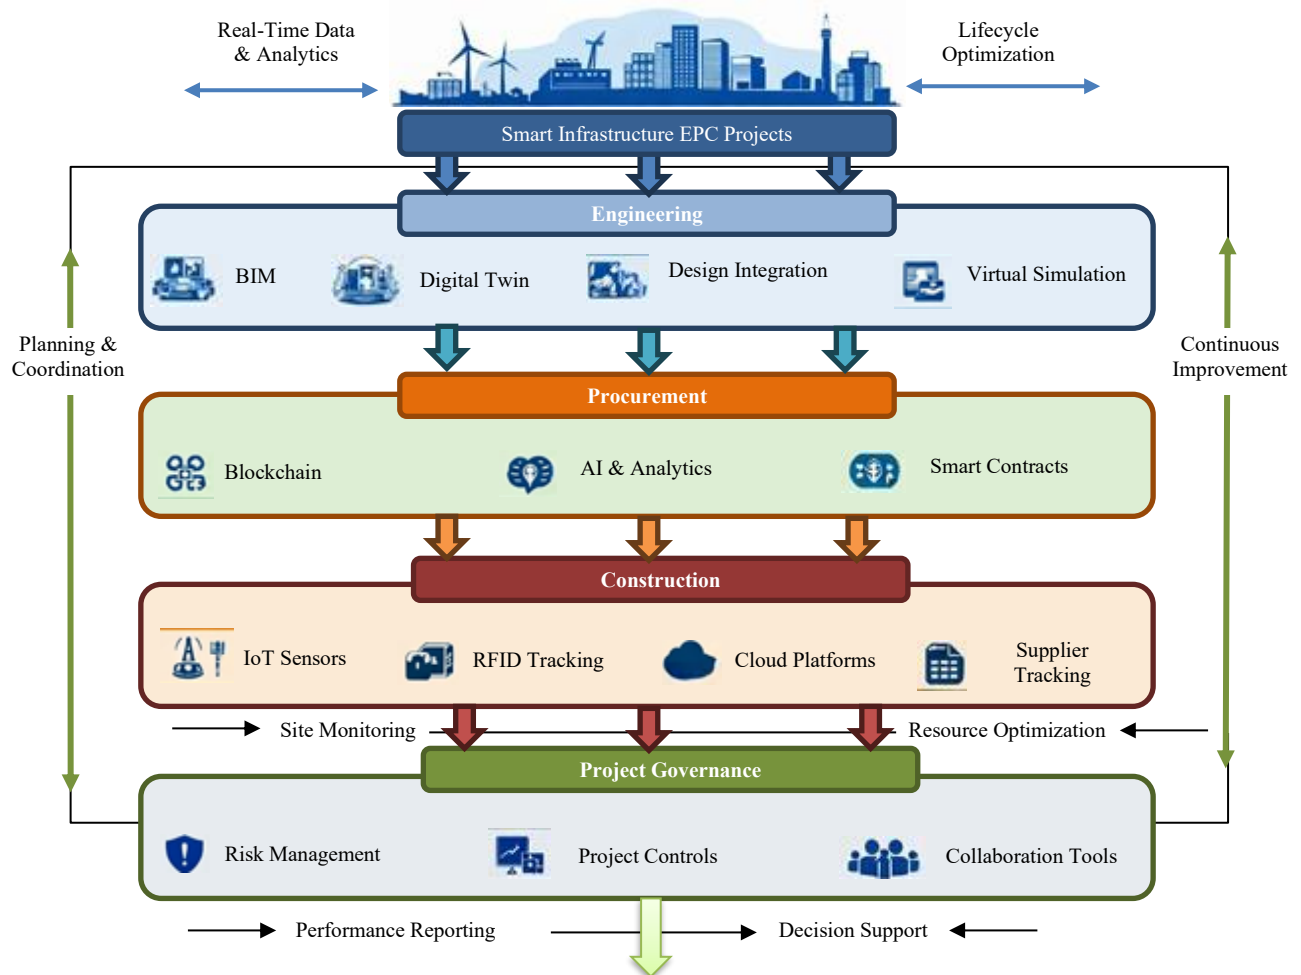 Real-Time Data
& Analytics
Lifecycle
Optimization
Smart Infrastructure EPC Projects
Engineering
BIM
Digital Twin
Design Integration
Virtual Simulation
Planning &
Coordination
Continuous
Improvement
Procurement
Blockchain
AI & Analytics
Smart Contracts
Construction
IoT Sensors
RFID Tracking
Cloud Platforms
Supplier
Tracking
Site Monitoring
Resource Optimization
Project Governance
Risk Management
Project Controls
Collaboration Tools
Performance Reporting
Decision Support